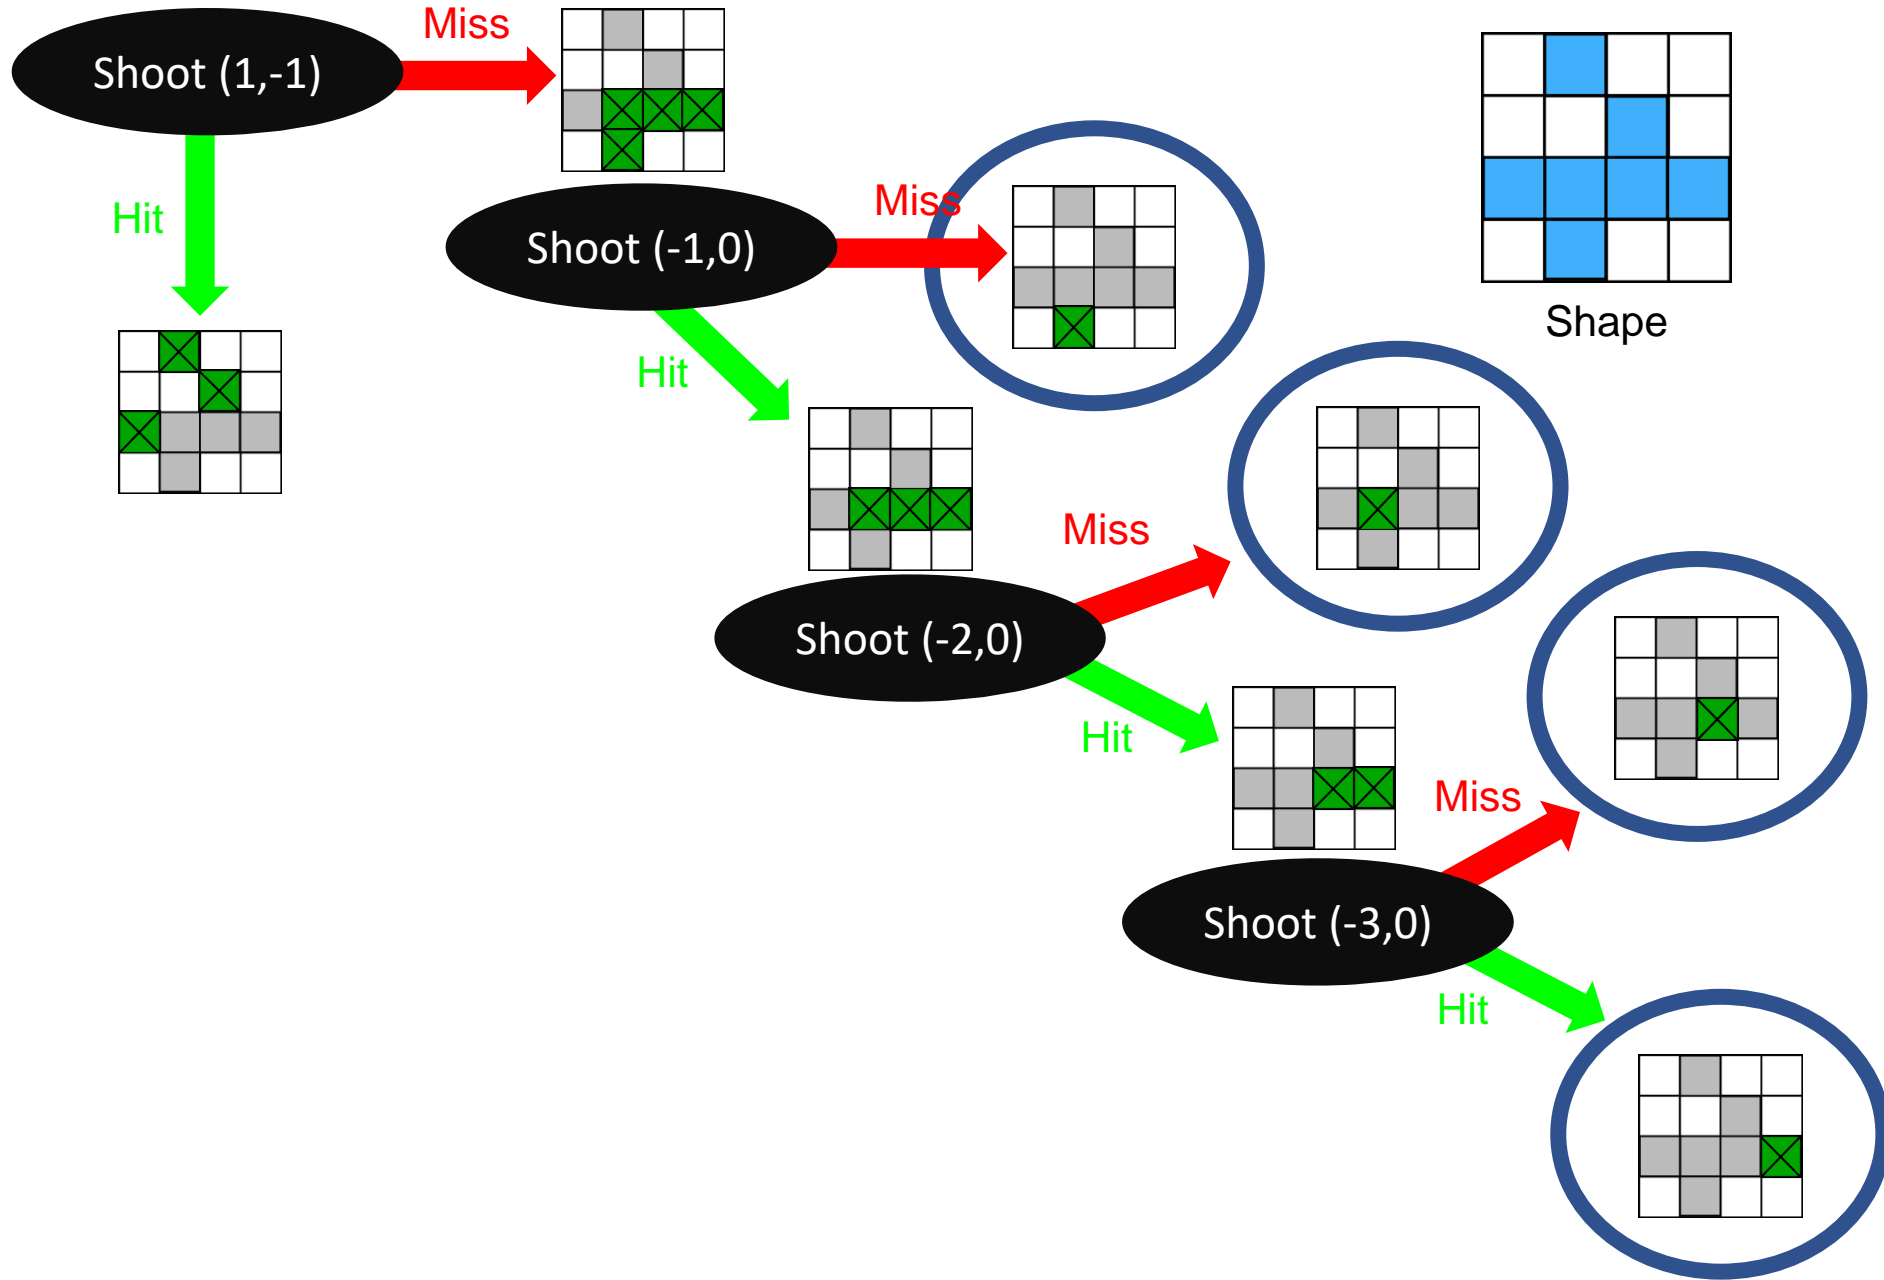 Miss
Shoot (1,-1)
Hit
Miss
Shoot (-1,0)
Shape
Hit
Miss
Shoot (-2,0)
Hit
Miss
Shoot (-3,0)
Hit